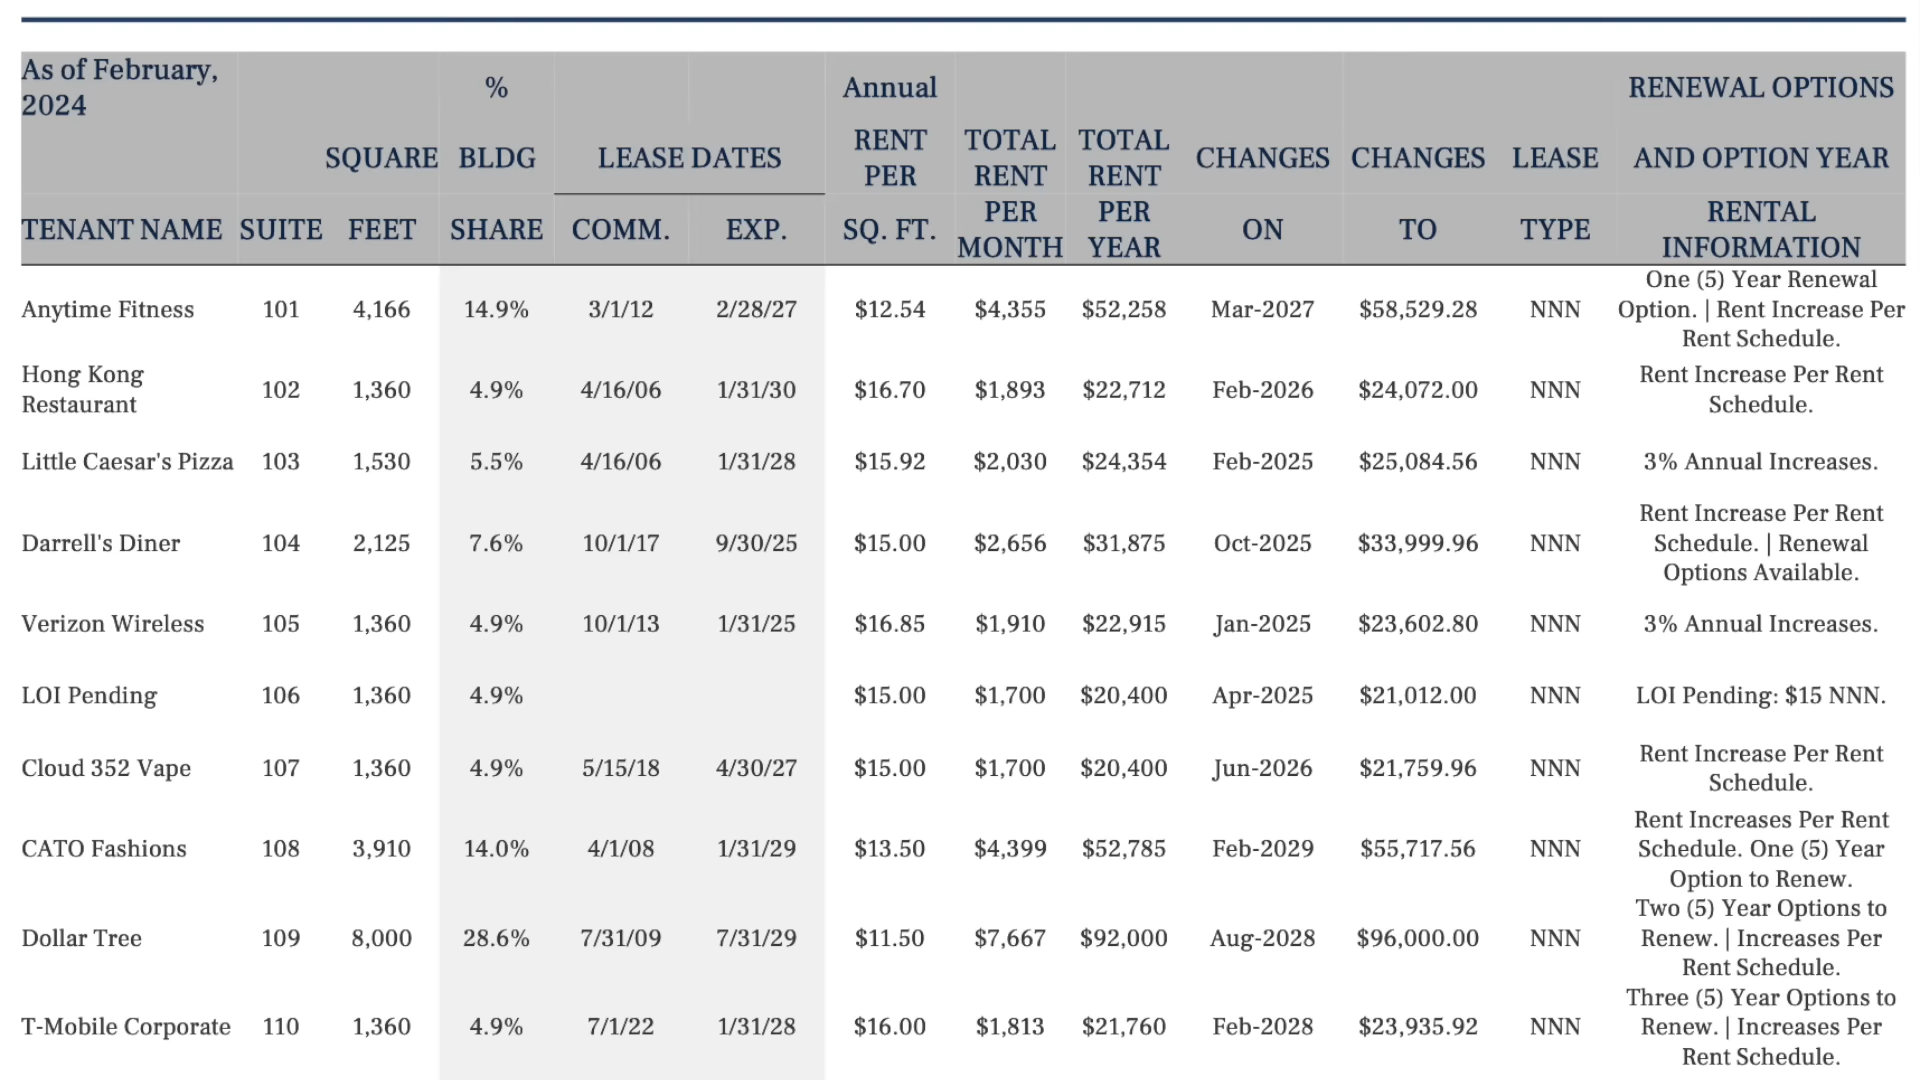 As of February, 2024 % Annual RENEWAL OPTIONS
SQUARE BLDG LEASE DATES RENT PER TOTAL RENT TOTAL RENT CHANGES CHANGES LEASE AND OPTION YEAR
TENANT NAME SUITE FEET SHARE COMM. EXP. SQ. FT. PER MONTH PER YEAR ON TO TYPE RENTAL INFORMATION
Anytime Fitness 101 4,166 14.9% 3/1/12 2/28/27 $12.54 $4,355 $52,258 Mar-2027 $58,529.28 NNN One (5) Year Renewal Option. | Rent Increase Per Rent Schedule.
Hong Kong Restaurant 102 1,360 4.9% 4/16/06 1/31/30 $16.70 $1,893 $22,712 Feb-2026 $24,072.00 NNN Rent Increase Per Rent Schedule.
Little Caesar's Pizza 103 1,530 5.5% 4/16/06 1/31/28 $15.92 $2,030 $24,354 Feb-2025 $25,084.56 NNN 3% Annual Increases.
Darrell's Diner 104 2,125 7.6% 10/1/17 9/30/25 $15.00 $2,656 $31,875 Oct-2025 $33,999.96 NNN Rent Increase Per Rent Schedule. | Renewal Options Available.
Verizon Wireless 105 1,360 4.9% 10/1/13 1/31/25 $16.85 $1,910 $22,915 Jan-2025 $23,602.80 NNN 3% Annual Increases.
LOI Pending 106 1,360 4.9% $15.00 $1,700 $20,400 Apr-2025 $21,012.00 NNN LOI Pending: $15 NNN.
Cloud 352 Vape 107 1,360 4.9% 5/15/18 4/30/27 $15.00 $1,700 $20,400 Jun-2026 $21,759.96 NNN Rent Increase Per Rent Schedule.
CATO Fashions 108 3,910 14.0% 4/1/08 1/31/29 $13.50 $4,399 $52,785 Feb-2029 $55,717.56 NNN Rent Increases Per Rent Schedule. One (5) Year Option to Renew.
Dollar Tree 109 8,000 28.6% 7/31/09 7/31/29 $11.50 $7,667 $92,000 Aug-2028 $96,000.00 NNN Two (5) Year Options to Renew. | Increases Per Rent Schedule.
T-Mobile Corporate 110 1,360 4.9% 7/1/22 1/31/28 $16.00 $1,813 $21,760 Feb-2028 $23,935.92 NNN Three (5) Year Options to Renew. | Increases Per Rent Schedule.